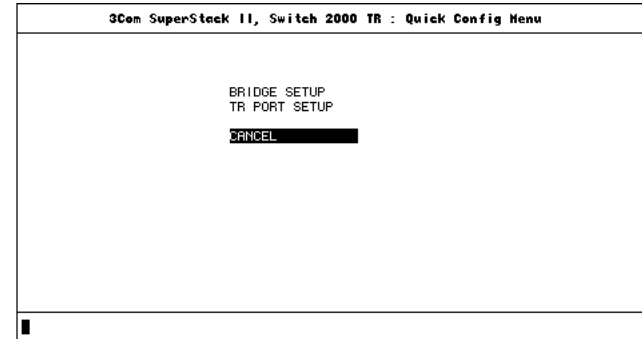 3Com SuperStack II, Switch 2000 TR : Quick Config Menu
BRIDGE SETUP
TR PORT SETUP
CANCEL